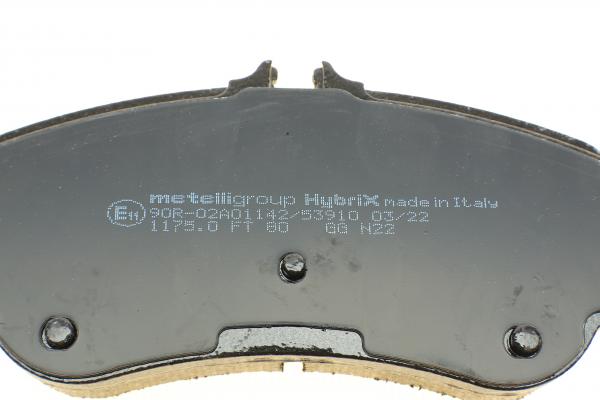 metelligroup HybriX made in Italy
E11 90R-02A01142/53910 03/22
1175.0 FT 80 GG N22